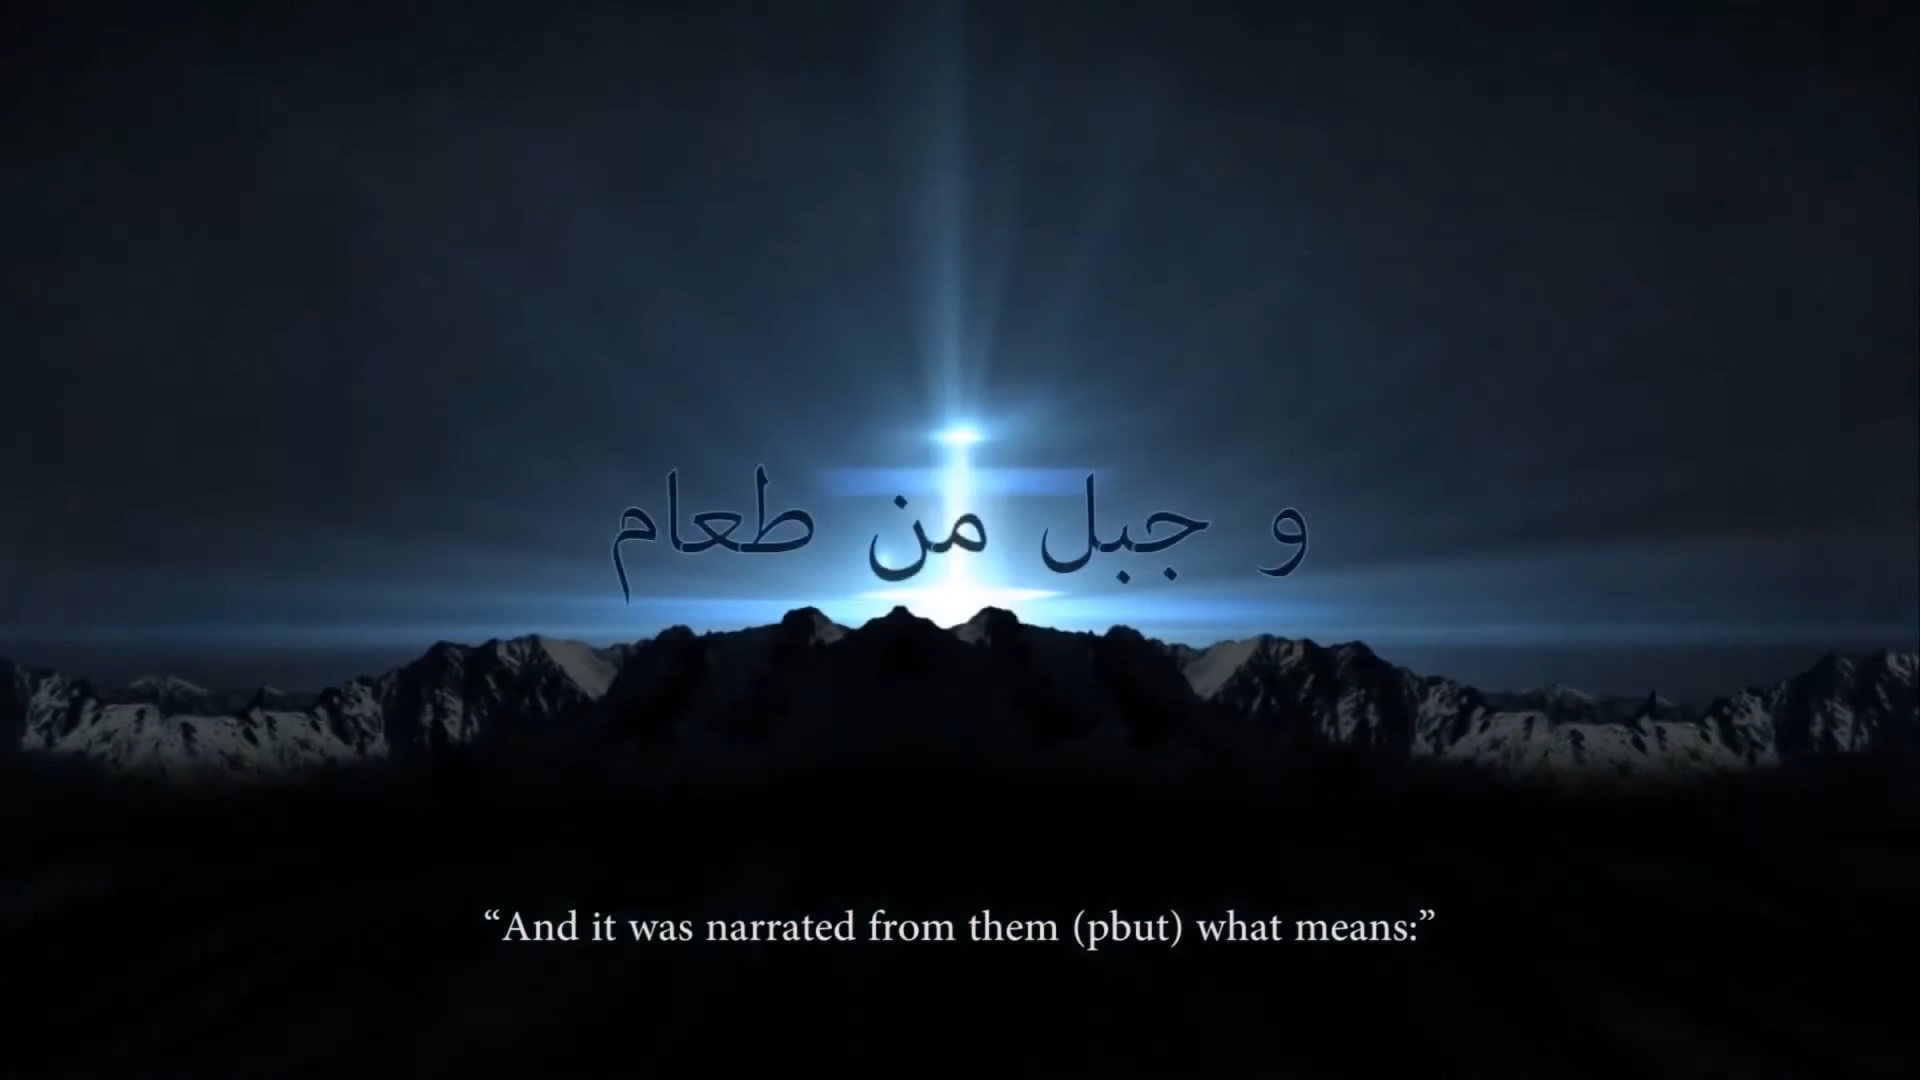 و جبل من طعام
“And it was narrated from them (pbut) what means:”